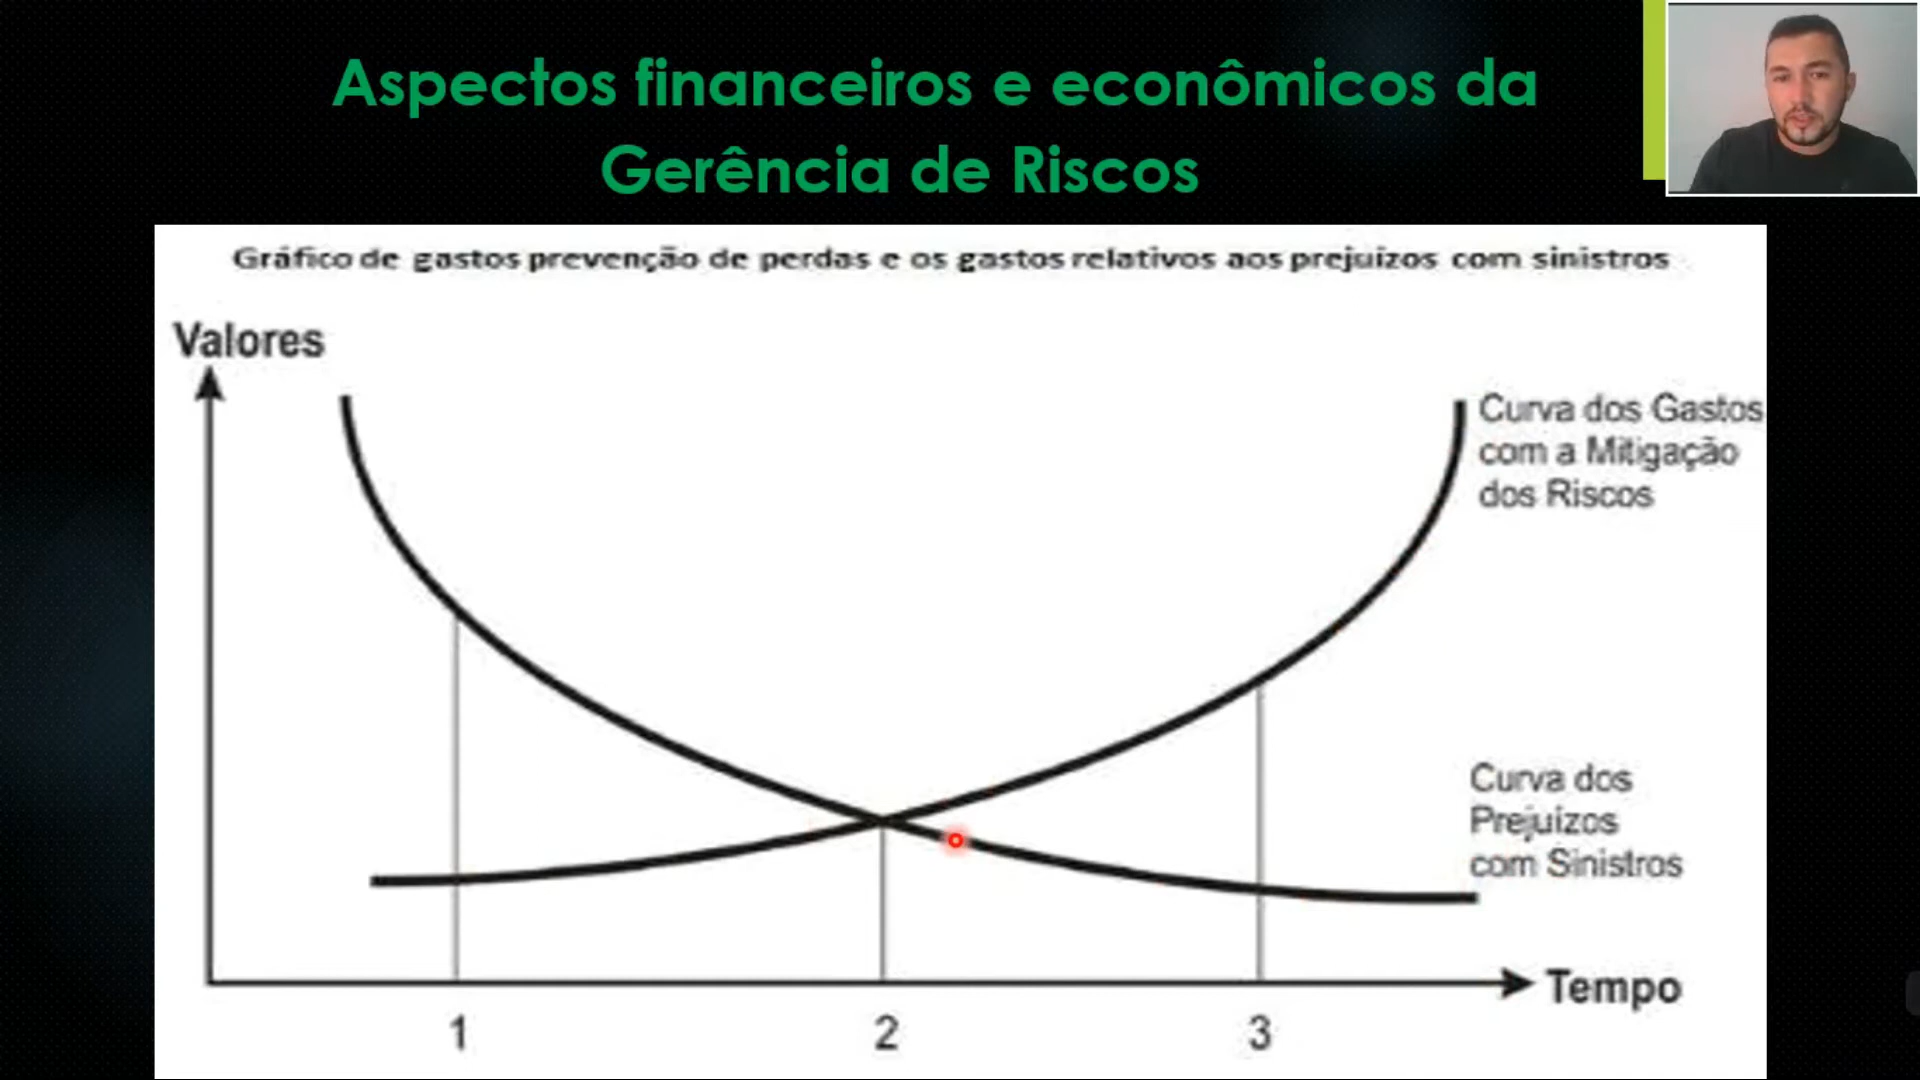 Aspectos financeiros e econômicos da
Gerência de Riscos
Gráfico de gastos prevenção de perdas e os gastos relativos aos prejuizos com sinistros
Valores
Curva dos Gastos
com a Mitigação
dos Riscos
Curva dos
Prejuízos
com Sinistros
Tempo
1
2
3